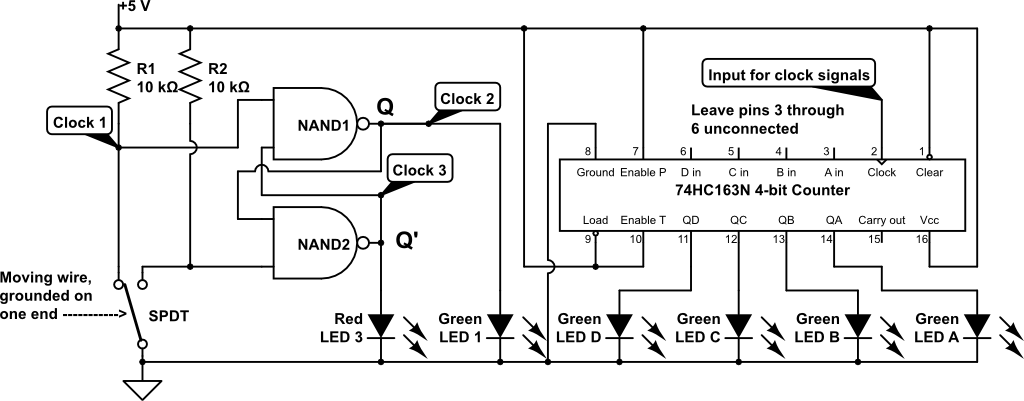 +5 V
R1
10 kΩ
R2
10 kΩ
Clock 1
NAND1
Q
Clock 2
Clock 3
NAND2
Q'
Moving wire,
grounded on
one end ----------->
SPDT
Input for clock signals
Leave pins 3 through
6 unconnected
8 7 6 5 4 3 2 1
Ground Enable P D in C in B in A in Clock Clear
74HC163N 4-bit Counter
Load Enable T QD QC QB QA Carry out Vcc
9 10 11 12 13 14 15 16
Red
LED 3
Green
LED 1
Green
LED D
Green
LED C
Green
LED B
Green
LED A